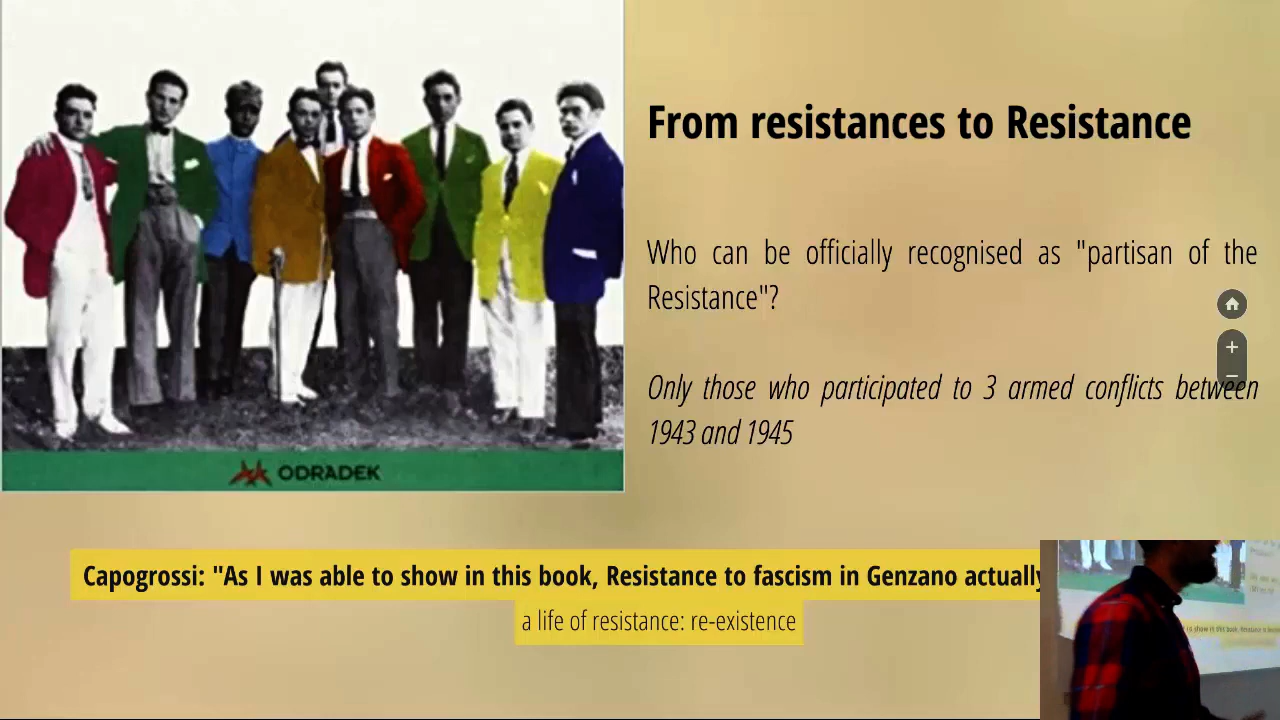 From resistances to Resistance
Who can be officially recognised as "partisan of the
Resistance"?
Only those who participated to 3 armed conflicts between
1943 and 1945
ODRADEK
Capogrossi: "As I was able to show in this book, Resistance to fascism in Genzano actually
a life of resistance: re-existence